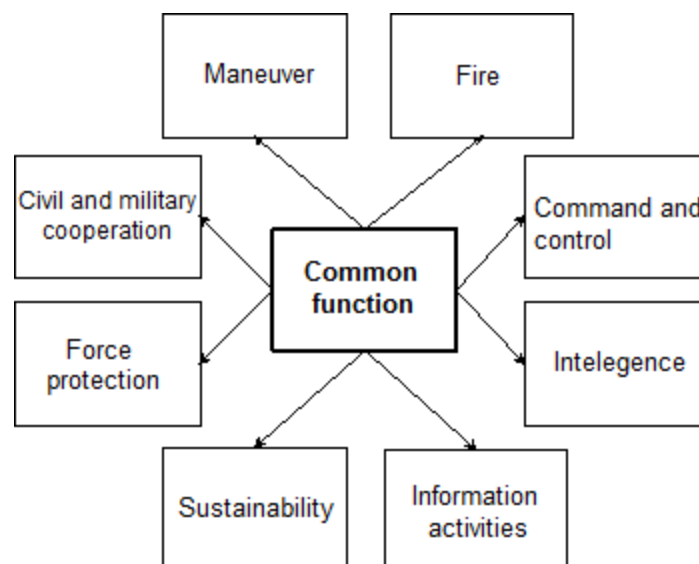 Maneuver
Fire
Civil and military
cooperation
Command and
control
Common
function
Force
protection
Intelegence
Sustainability
Information
activities